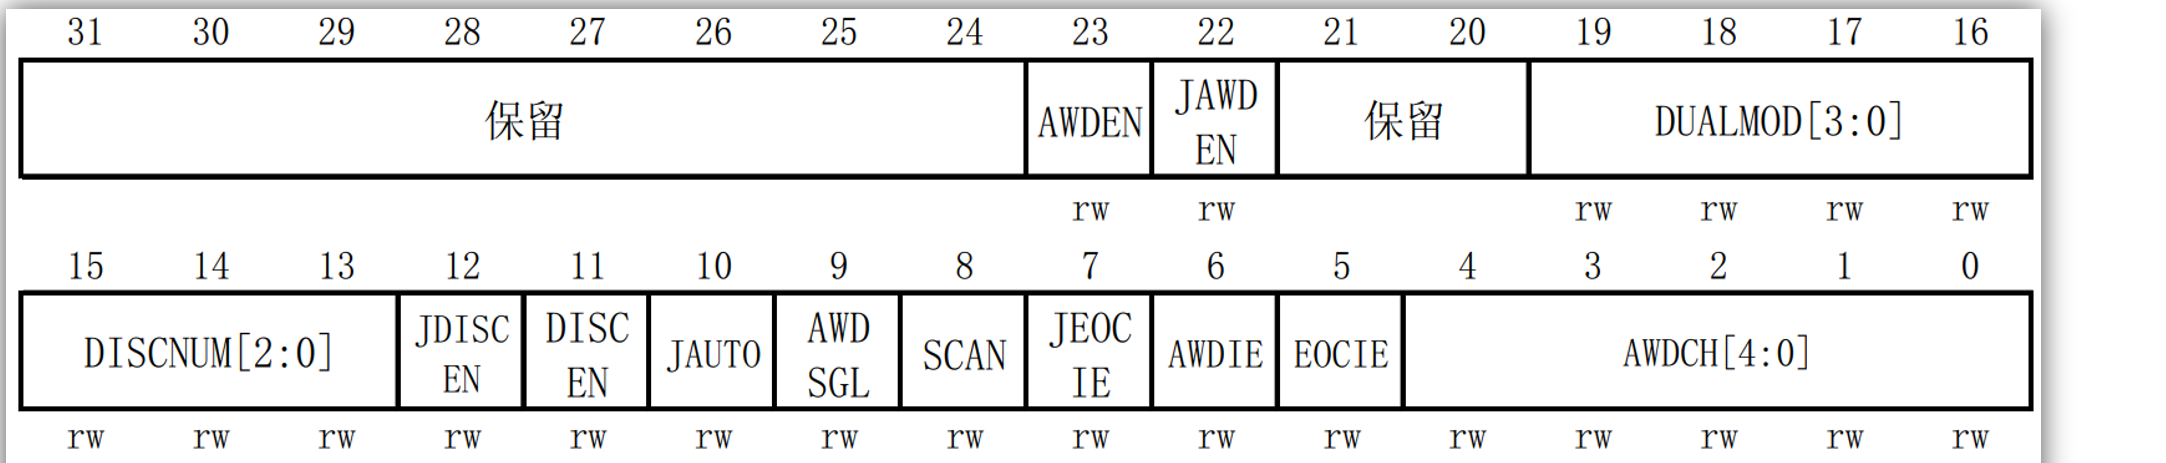 31 30 29 28 27 26 25 24 23 22 21 20 19 18 17 16
保留 AWDEN JAWD EN 保留 DUALMOD[3:0]
rw rw rw rw rw rw
15 14 13 12 11 10 9 8 7 6 5 4 3 2 1 0
DISCNUM[2:0] JDISC EN DISC EN JAUTO AWD SGL SCAN JEOC IE AWDIE EOCIE AWDCH[4:0]
rw rw rw rw rw rw rw rw rw rw rw rw rw rw rw rw